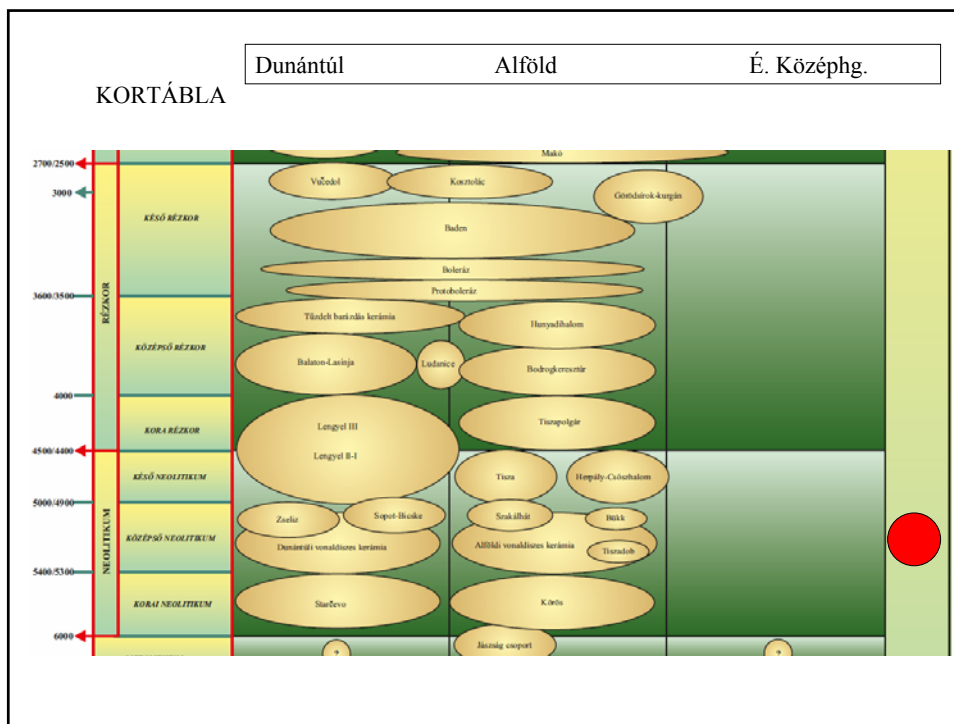 Dunántúl Alföld É. Középhg.
KORTÁBLA
Makó
2700/2500
Vučedol Kosztolác
3000
Gödörsírok-kurgán
KÉSŐ RÉZKOR
Baden
Boleráz
Protoboleráz
3600/3500
RÉZKOR
Tűzdelt barázdás kerámia Hunyadihalom
KÖZÉPSŐ RÉZKOR
Balaton-Lasinja Ludanice Bodrogkeresztúr
4000
KORA RÉZKOR
Lengyel III Tiszapolgár
4500/4400
Lengyel II-I
KÉSŐ NEOLITIKUM
Tisza Herpály-Csőszhalom
5000/4900
Zseliz Sopot-Bicske Szakálhát Bükk
NEOLITIKUM
KÖZÉPSŐ NEOLITIKUM
Dunántúli vonaldíszes kerámia Alföldi vonaldíszes kerámia Tiszadob
5400/5300
KORAI NEOLITIKUM
Starčevo Körös
6000
Jászság csoport
? ?